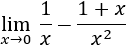 lim x→0 1/x − (1 + x)/x²